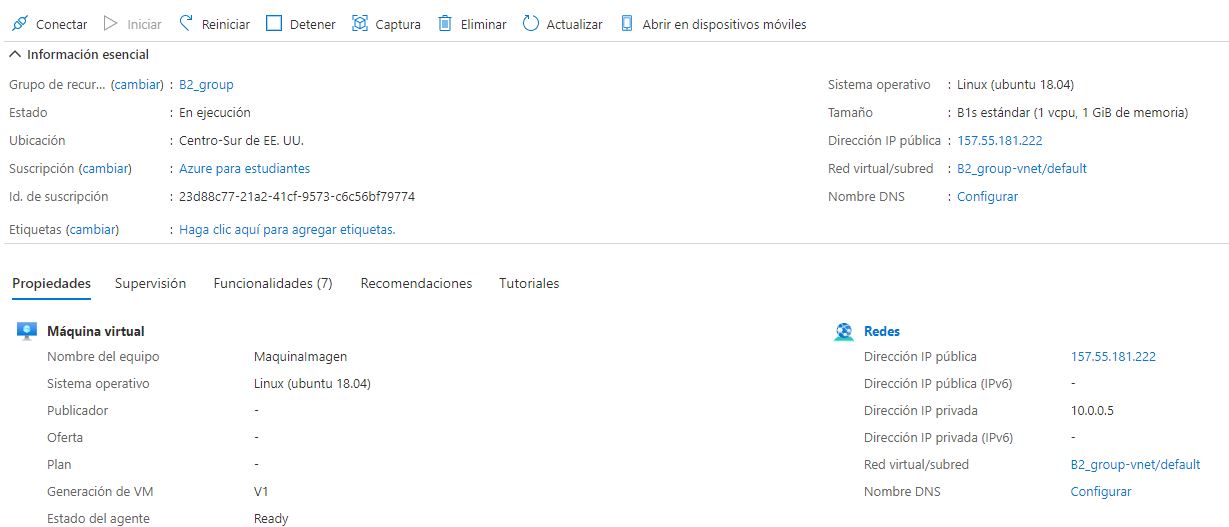 Conectar Iniciar Reiniciar Detener Captura Eliminar Actualizar Abrir en dispositivos móviles
Información esencial
Grupo de recur... (cambiar) : B2_group
Estado : En ejecución
Ubicación : Centro-Sur de EE. UU.
Suscripción (cambiar) : Azure para estudiantes
Id. de suscripción : 23d88c77-21a2-41cf-9573-c6c56bf79774
Etiquetas (cambiar) : Haga clic aquí para agregar etiquetas.
Sistema operativo : Linux (ubuntu 18.04)
Tamaño : B1s estándar (1 vcpu, 1 GiB de memoria)
Dirección IP pública : 157.55.181.222
Red virtual/subred : B2_group-vnet/default
Nombre DNS : Configurar
Propiedades Supervisión Funcionalidades (7) Recomendaciones Tutoriales
Máquina virtual
Nombre del equipo MaquinaImagen
Sistema operativo Linux (ubuntu 18.04)
Publicador -
Oferta -
Plan -
Generación de VM V1
Estado del agente Ready
Redes
Dirección IP pública 157.55.181.222
Dirección IP pública (IPv6) -
Dirección IP privada 10.0.0.5
Dirección IP privada (IPv6) -
Red virtual/subred B2_group-vnet/default
Nombre DNS Configurar